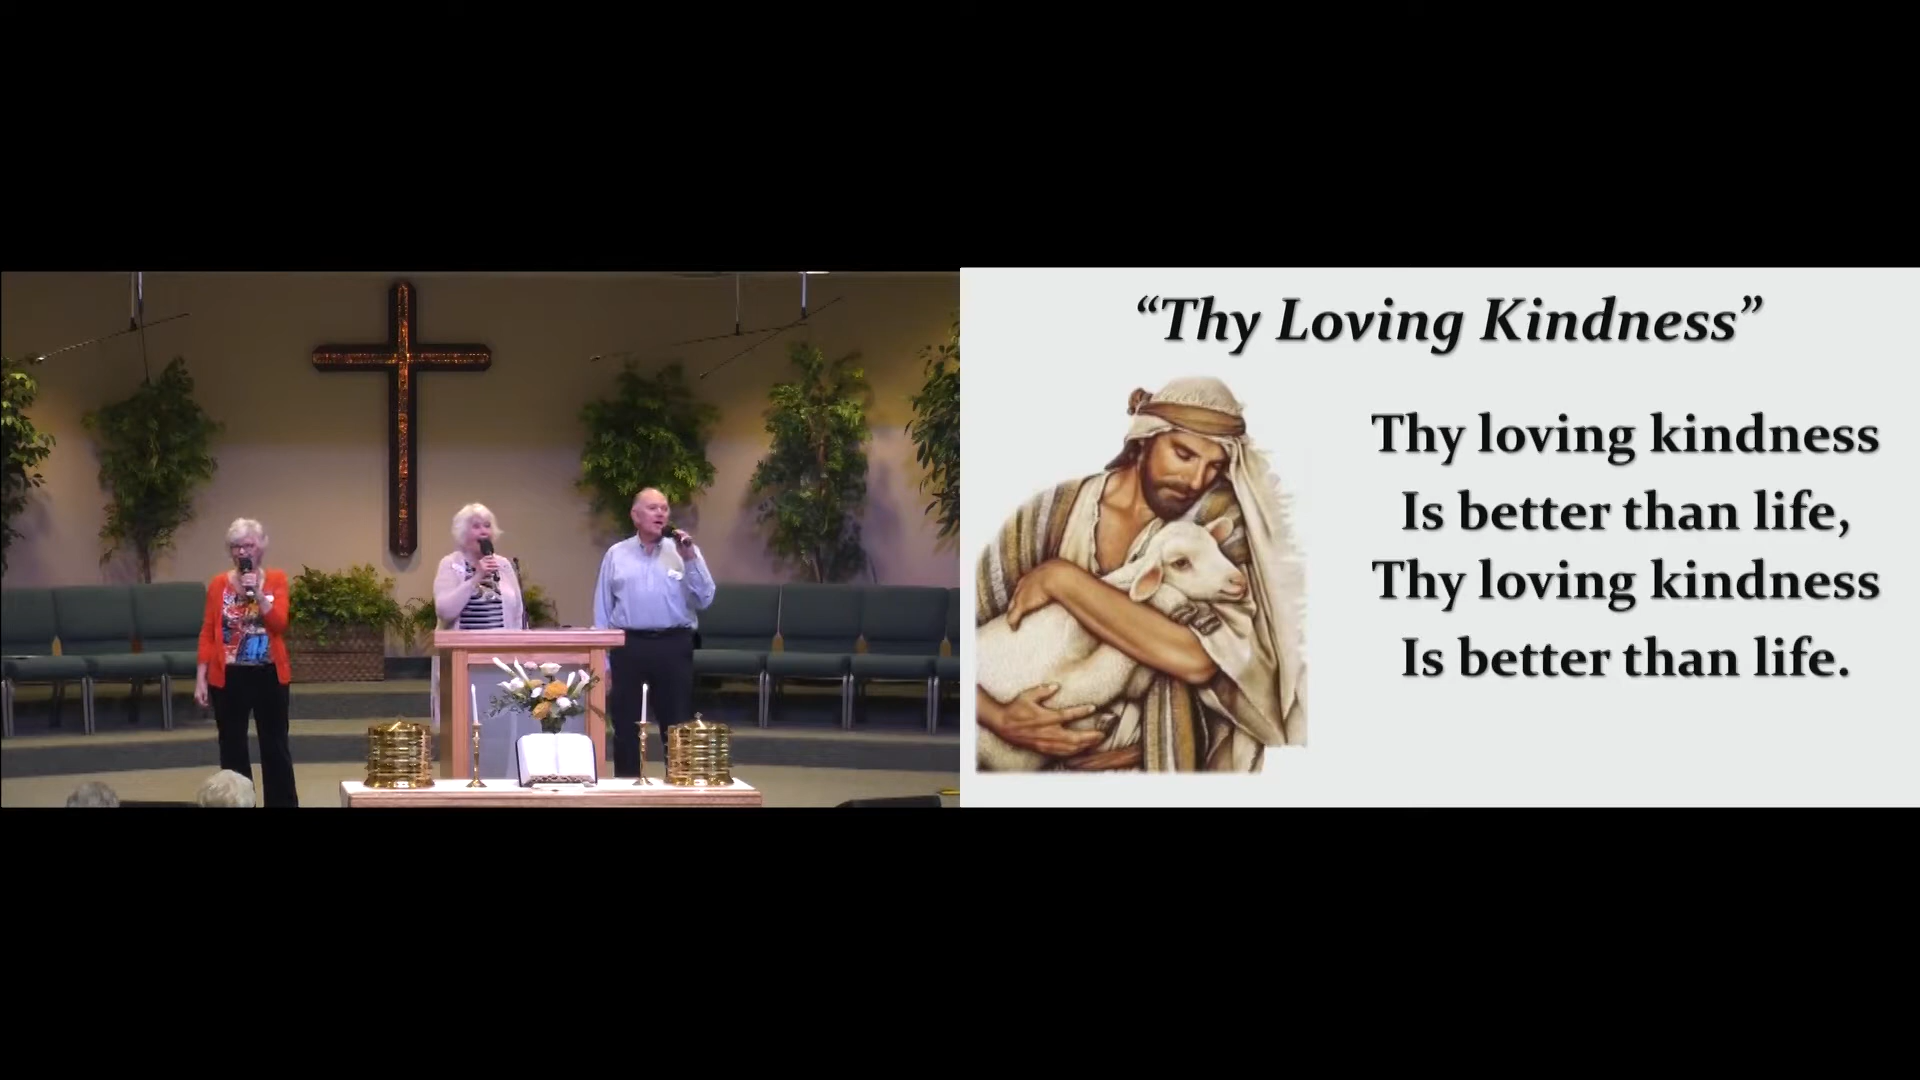 “Thy Loving Kindness”
Thy loving kindness
Is better than life,
Thy loving kindness
Is better than life.